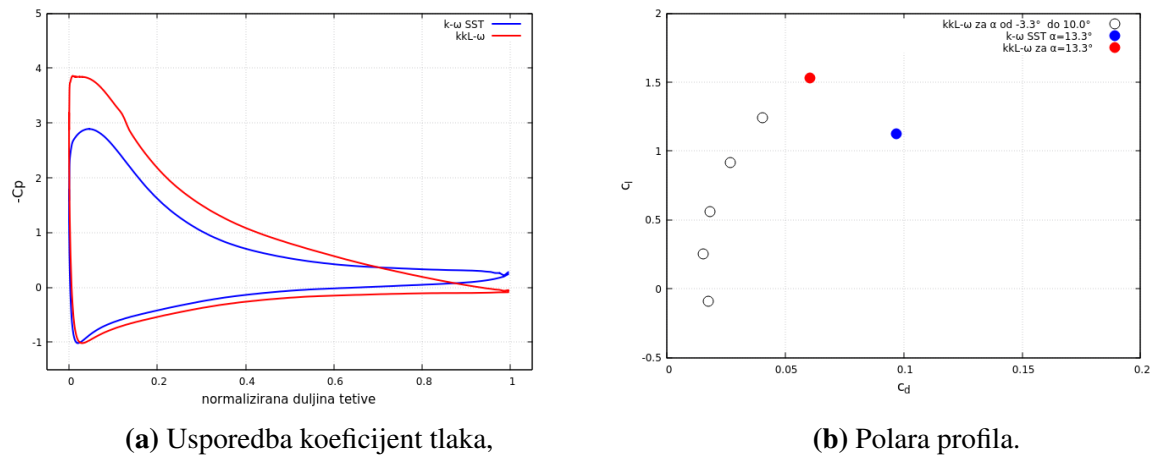 k-ω SST
kkL-ω
5
4
3
2
1
0
-1
-Cp
0
0.2
0.4
0.6
0.8
1
normalizirana duljina tetive
(a) Usporedba koeficijent tlaka,
kkL-ω za α od -3.3° do 10.0°
k-ω SST α=13.3°
kkL-ω za α=13.3°
2
1.5
1
0.5
0
-0.5
c_l
0
0.05
0.1
0.15
0.2
c_d
(b) Polara profila.